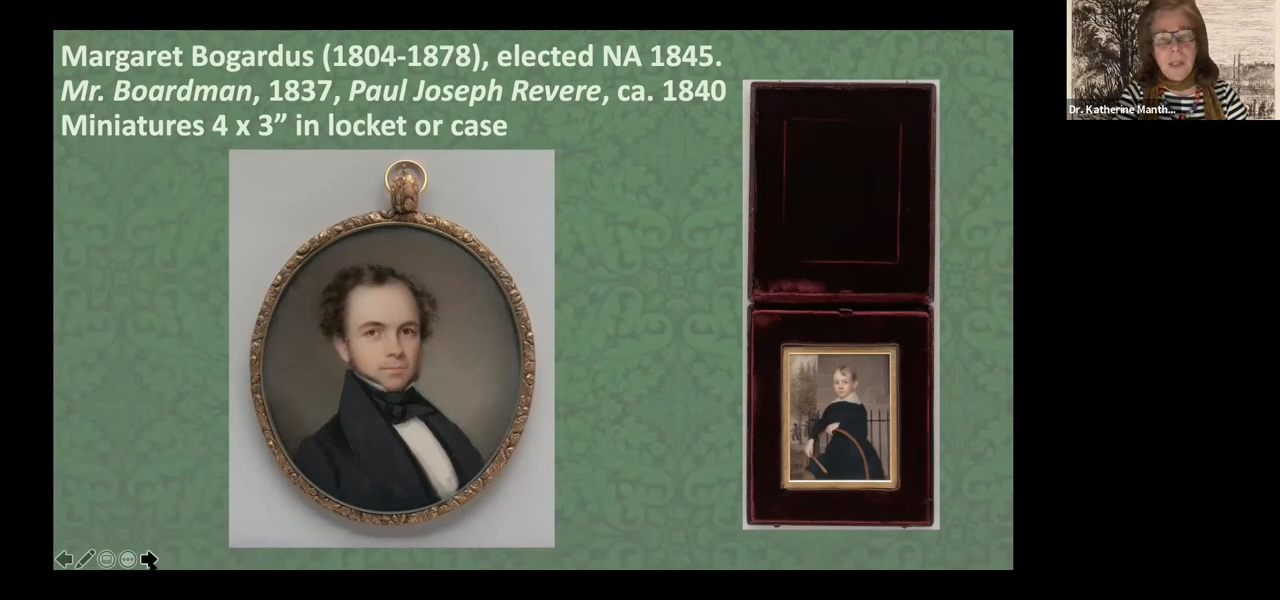 Margaret Bogardus (1804-1878), elected NA 1845.
Mr. Boardman, 1837, Paul Joseph Revere, ca. 1840
Miniatures 4 x 3” in locket or case
Dr. Katherine Manth...